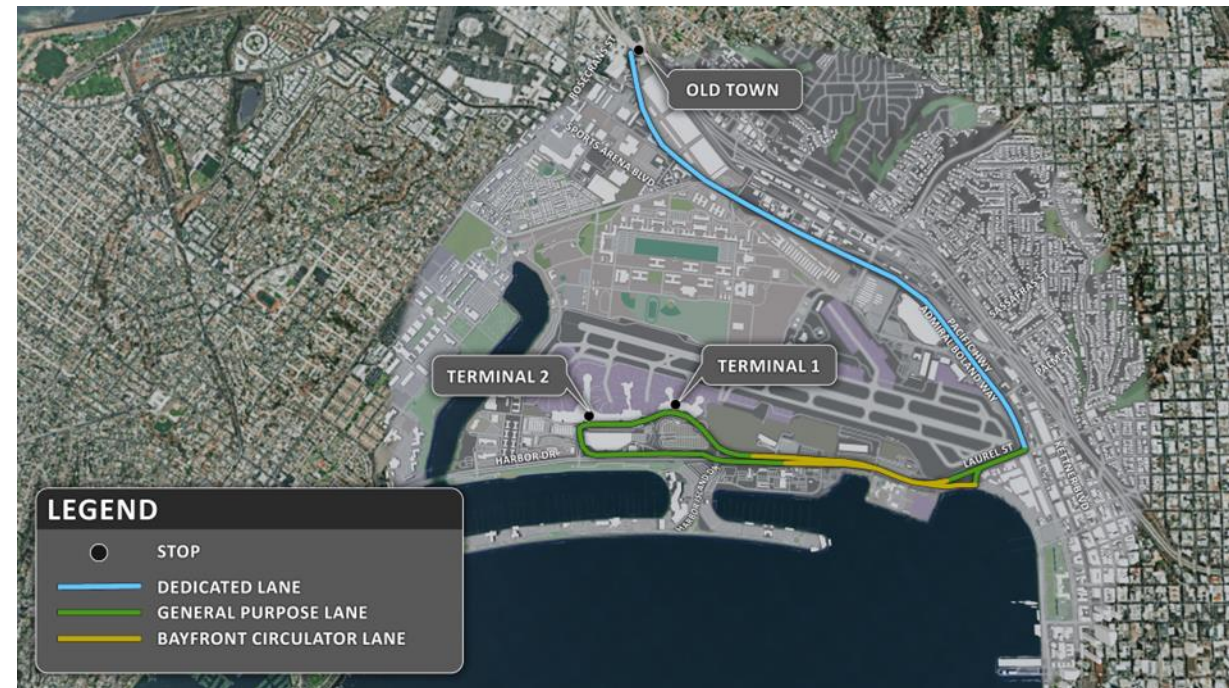 ROSECRANS ST
OLD TOWN
SPORTS ARENA BLVD
SASSAFRAS ST
PACIFIC HWY
ADMIRAL BOLAND WAY
PALM ST
TERMINAL 1
TERMINAL 2
LAUREL ST
KETTNER BLVD
HARBOR DR
HARBOR ISLAND DR
LEGEND
STOP
DEDICATED LANE
GENERAL PURPOSE LANE
BAYFRONT CIRCULATOR LANE